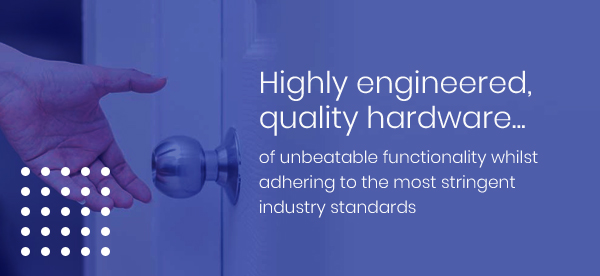 Highly engineered,
quality hardware...
of unbeatable functionality whilst
adhering to the most stringent
industry standards